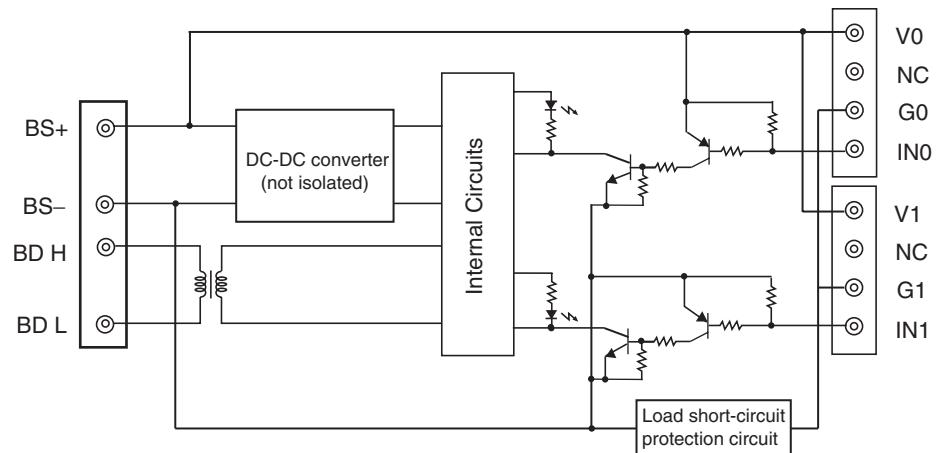 BS+
BS–
BD H
BD L
DC-DC converter
(not isolated)
Internal Circuits
V0
NC
G0
IN0
V1
NC
G1
IN1
Load short-circuit
protection circuit